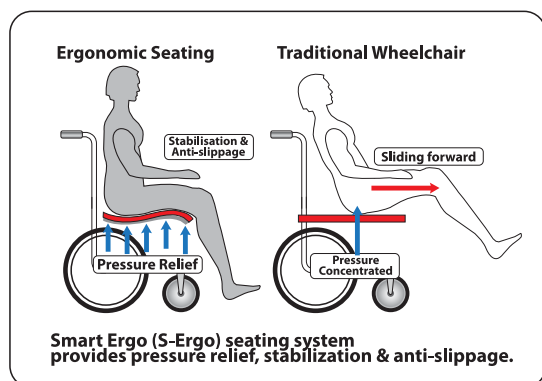 Ergonomic Seating
Traditional Wheelchair
Stabilisation &
Anti-slippage
Sliding forward
Pressure Relief
Pressure
Concentrated
Smart Ergo (S-Ergo) seating system
provides pressure relief, stabilization & anti-slippage.